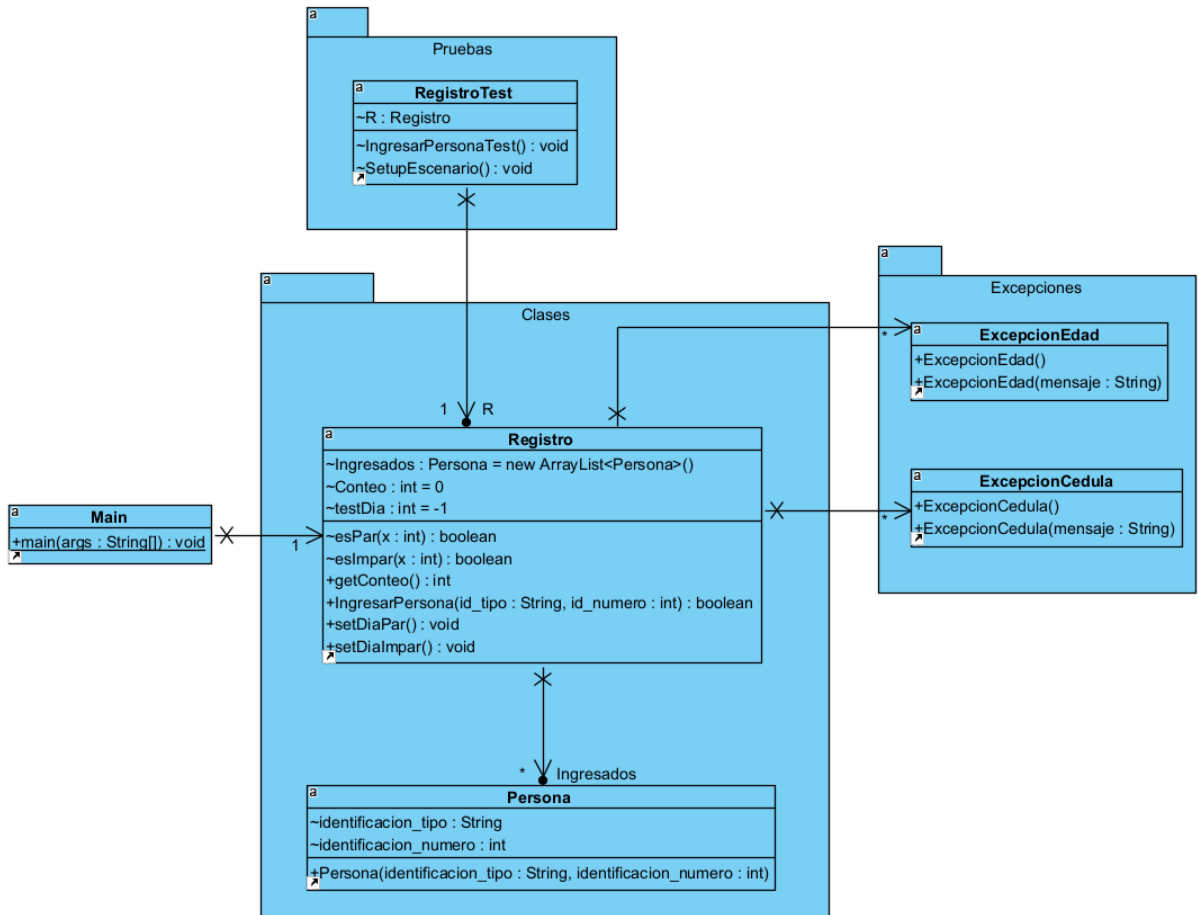 a
Pruebas
a
RegistroTest
~R : Registro
~IngresarPersonaTest() : void
~SetupEscenario() : void
a
Excepciones
a
ExcepcionEdad
+ExcepcionEdad()
+ExcepcionEdad(mensaje : String)
*
a
ExcepcionCedula
+ExcepcionCedula()
+ExcepcionCedula(mensaje : String)
*
a
Clases
1
R
a
Registro
~Ingresados : Persona = new ArrayList<Persona>()
~Conteo : int = 0
~testDia : int = -1
~esPar(x : int) : boolean
~esImpar(x : int) : boolean
+getConteo() : int
+IngresarPersona(id_tipo : String, id_numero : int) : boolean
+setDiaPar() : void
+setDiaImpar() : void
a
Main
+main(args : String[]) : void
1
*
Ingresados
a
Persona
~identificacion_tipo : String
~identificacion_numero : int
+Persona(identificacion_tipo : String, identificacion_numero : int)